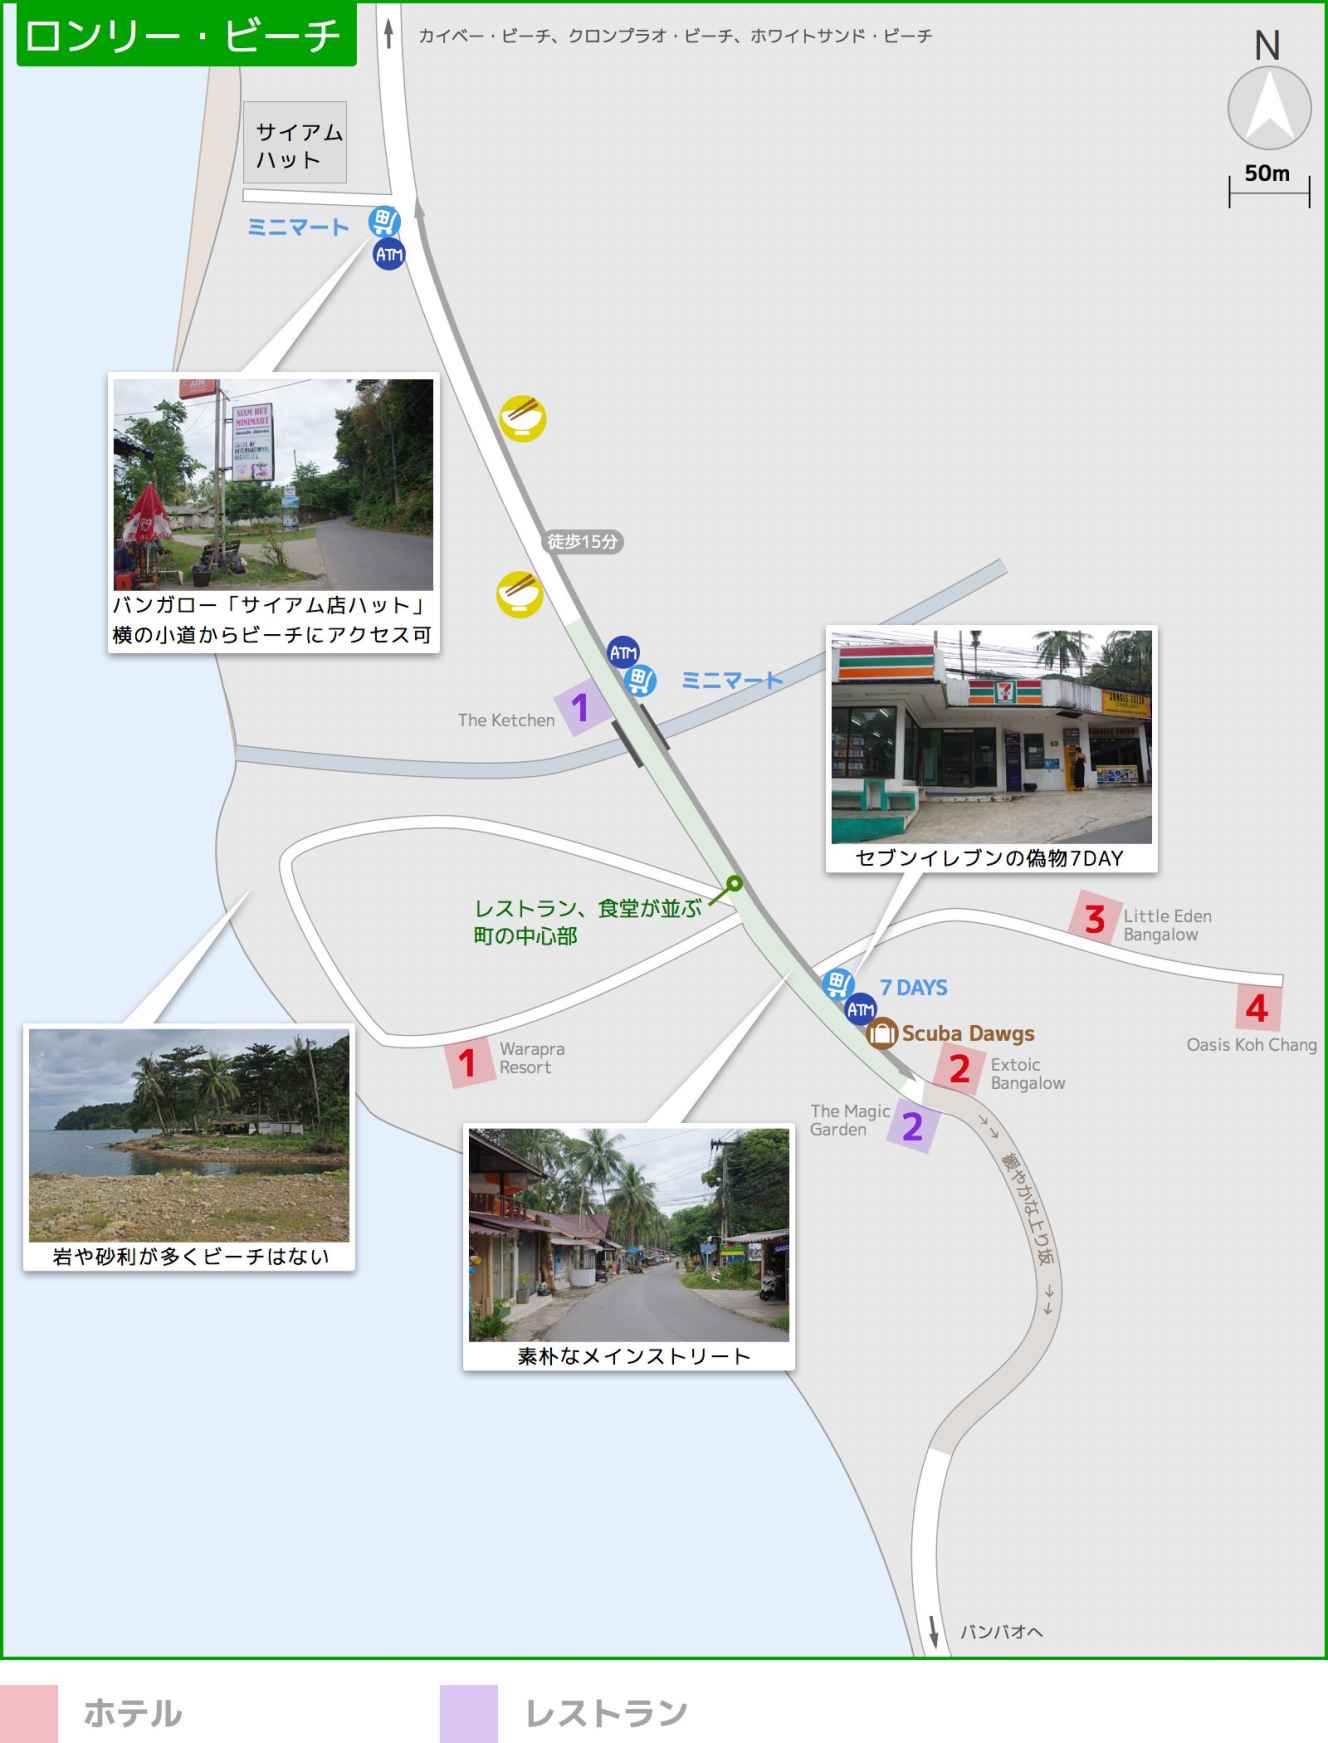 ロンリー・ビーチ
カイベー・ビーチ、クロンプラオ・ビーチ、ホワイトサンド・ビーチ
N
50m
サイアム
ハット
ミニマート
ATM
ATM
SIAM HUT
MINIMART
バンガロー「サイアム店ハット」
横の小道からビーチにアクセス可
徒歩15分
ATM
ミニマート
1
The Ketchen
7
セブンイレブンの偽物7DAY
レストラン、食堂が並ぶ
町の中心部
3
Little Eden
Bangalow
4
Oasis Koh Chang
7 DAYS
ATM
Scuba Dawgs
2
Extoic
Bangalow
1
Warapra
Resort
The Magic
Garden
2
緩やかな上り坂
岩や砂利が多くビーチはない
素朴なメインストリート
バンバオへ
ホテル
レストラン